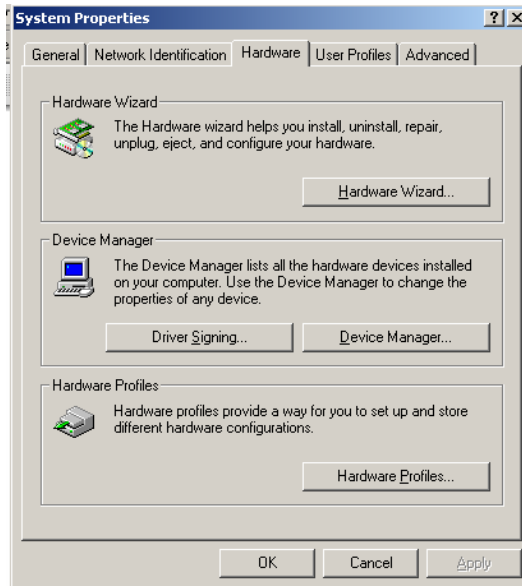 System Properties
General Network Identification Hardware User Profiles Advanced
Hardware Wizard
The Hardware wizard helps you install, uninstall, repair,
unplug, eject, and configure your hardware.
Hardware Wizard...
Device Manager
The Device Manager lists all the hardware devices installed
on your computer. Use the Device Manager to change the
properties of any device.
Driver Signing... Device Manager...
Hardware Profiles
Hardware profiles provide a way for you to set up and store
different hardware configurations.
Hardware Profiles...
OK Cancel Apply